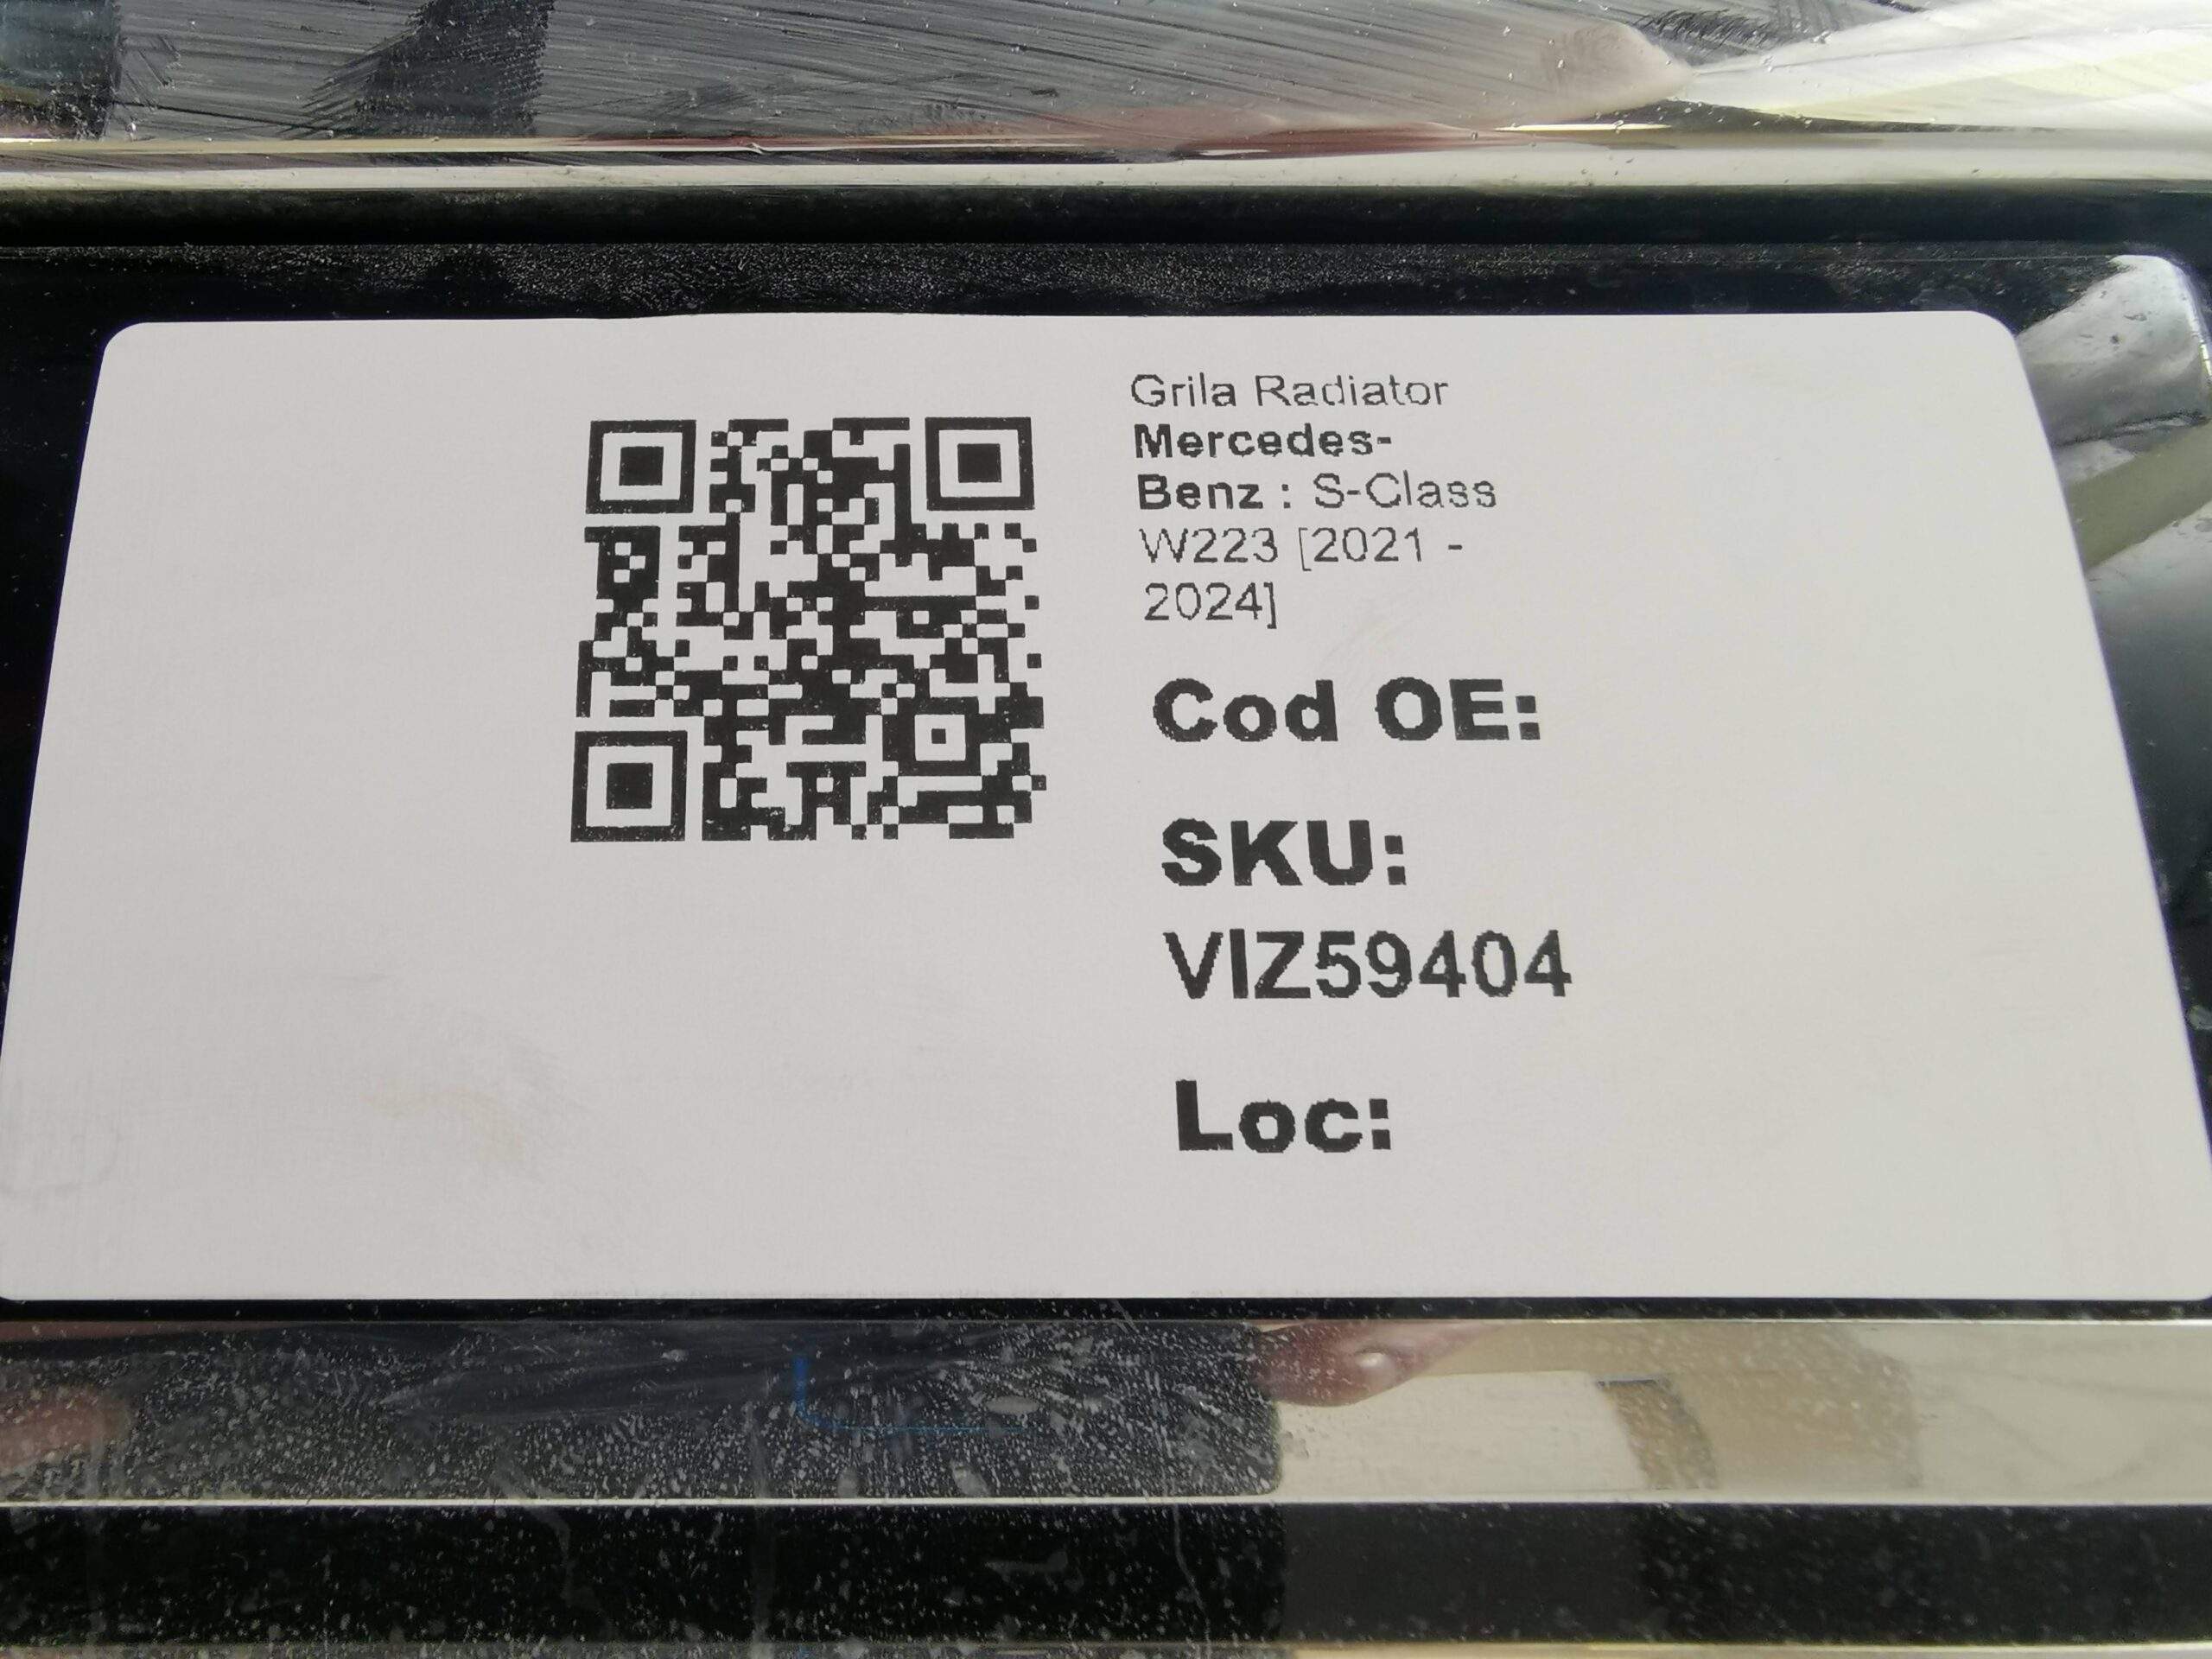 Grila Radiator
Mercedes-
Benz : S-Class
W223 [2021 -
2024]
Cod OE:
SKU:
VIZ59404
Loc: